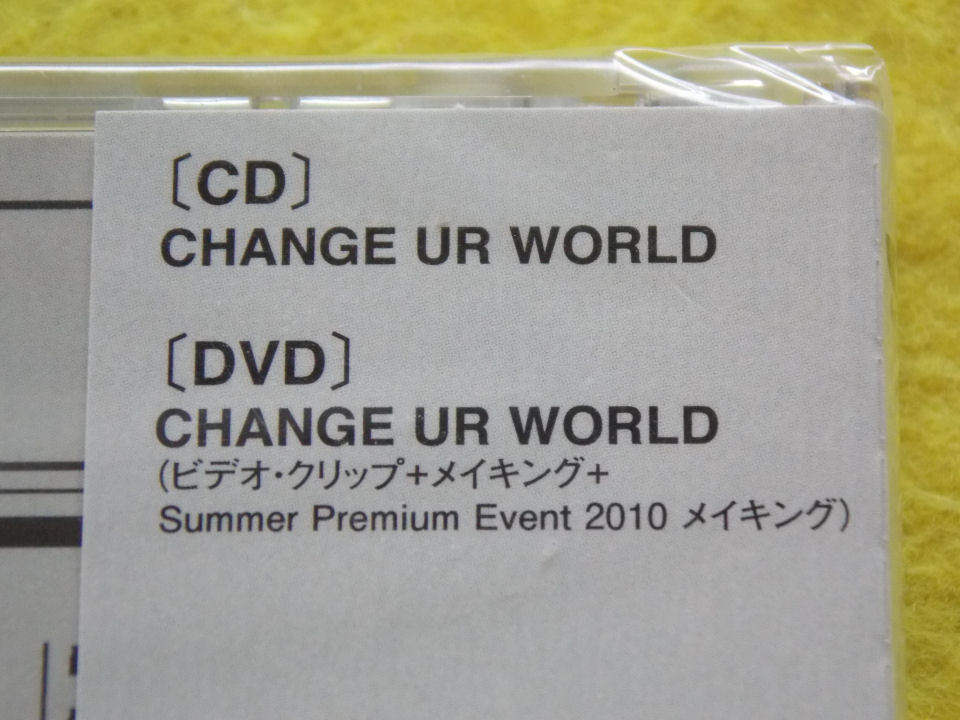 〔CD〕
CHANGE UR WORLD
〔DVD〕
CHANGE UR WORLD
(ビデオ・クリップ+メイキング+
Summer Premium Event 2010 メイキング)